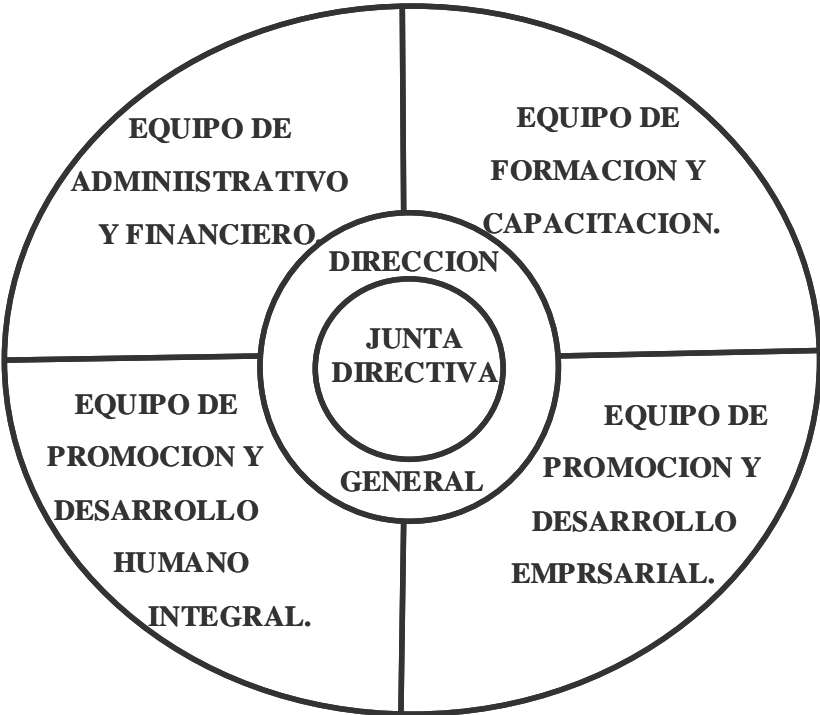 EQUIPO DE
ADMINIISTRATIVO
Y FINANCIERO.
EQUIPO DE
FORMACION Y
CAPACITACION.
DIRECCION
JUNTA
DIRECTIVA
GENERAL
EQUIPO DE
PROMOCION Y
DESARROLLO
HUMANO
INTEGRAL.
EQUIPO DE
PROMOCION Y
DESARROLLO
EMPRSARIAL.